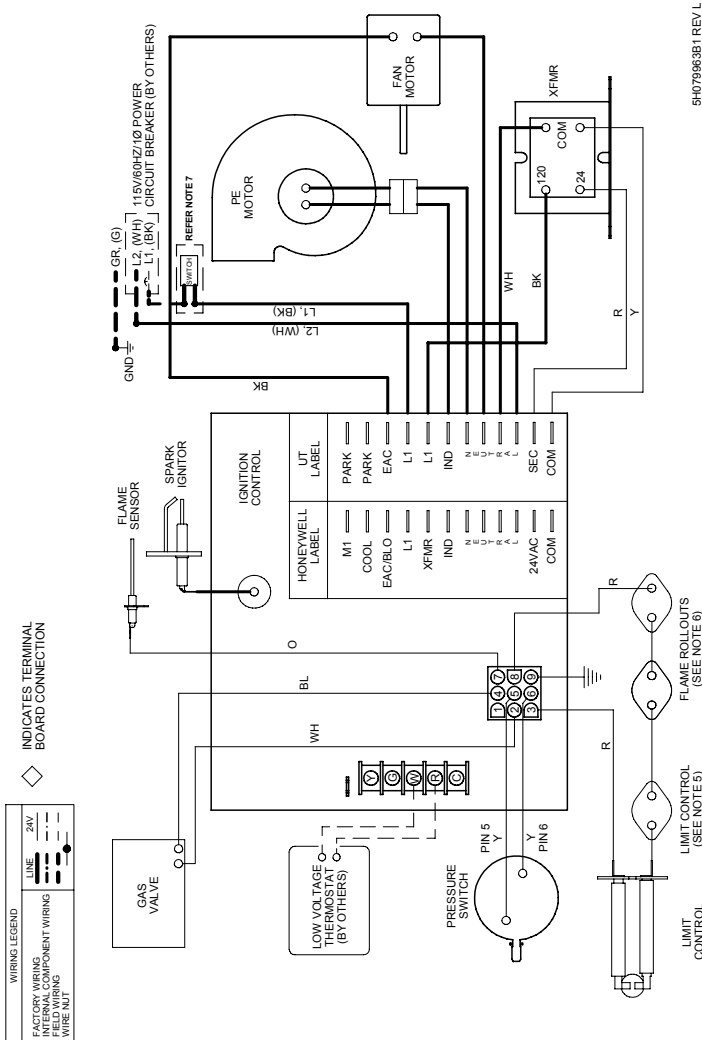 WIRING LEGEND
LINE
24V
FACTORY WIRING
INTERNAL COMPONENT WIRING
FIELD WIRING
WIRE NUT
INDICATES TERMINAL
BOARD CONNECTION
GAS
VALVE
LOW VOLTAGE
THERMOSTAT
(BY OTHERS)
PRESSURE
SWITCH
PIN 5
Y
Y
PIN 6
LIMIT
CONTROL
LIMIT CONTROL
(SEE NOTE 5)
FLAME ROLLOUTS
(SEE NOTE 6)
R
R
WH
BL
O
Y
G
W
R
C
1
4
7
2
5
8
3
6
9
FLAME
SENSOR
SPARK
IGNITOR
IGNITION
CONTROL
HONEYWELL
LABEL
M1
COOL
EAC/BLO
L1
XFMR
IND
NEUTRAL
24VAC
COM
UT
LABEL
PARK
PARK
EAC
L1
L1
IND
NEUTRAL
SEC
COM
GND
GR, (G)
L2, (WH)
L1, (BK)
115V/60HZ/1Ø POWER
CIRCUIT BREAKER (BY OTHERS)
REFER NOTE 7
SWITCH
BK
L2, (WH)
L1, (BK)
PE
MOTOR
FAN
MOTOR
WH
BK
R
Y
XFMR
120
COM
24
5H079963B1 REV L